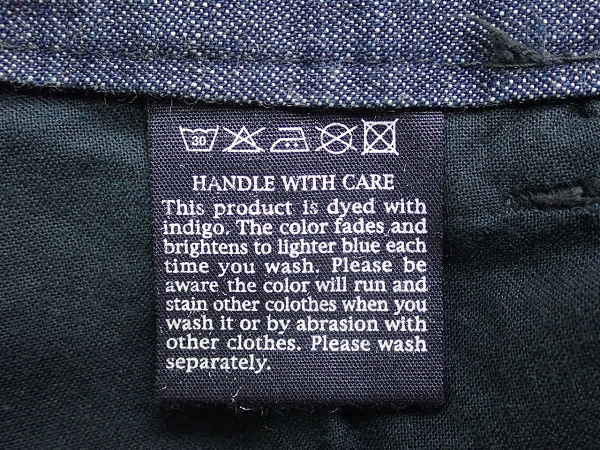 30
HANDLE WITH CARE
This product is dyed with
indigo. The color fades and
brightens to lighter blue each
time you wash. Please be
aware the color will run and
stain other colothes when you
wash it or by abrasion with
other clothes. Please wash
separately.